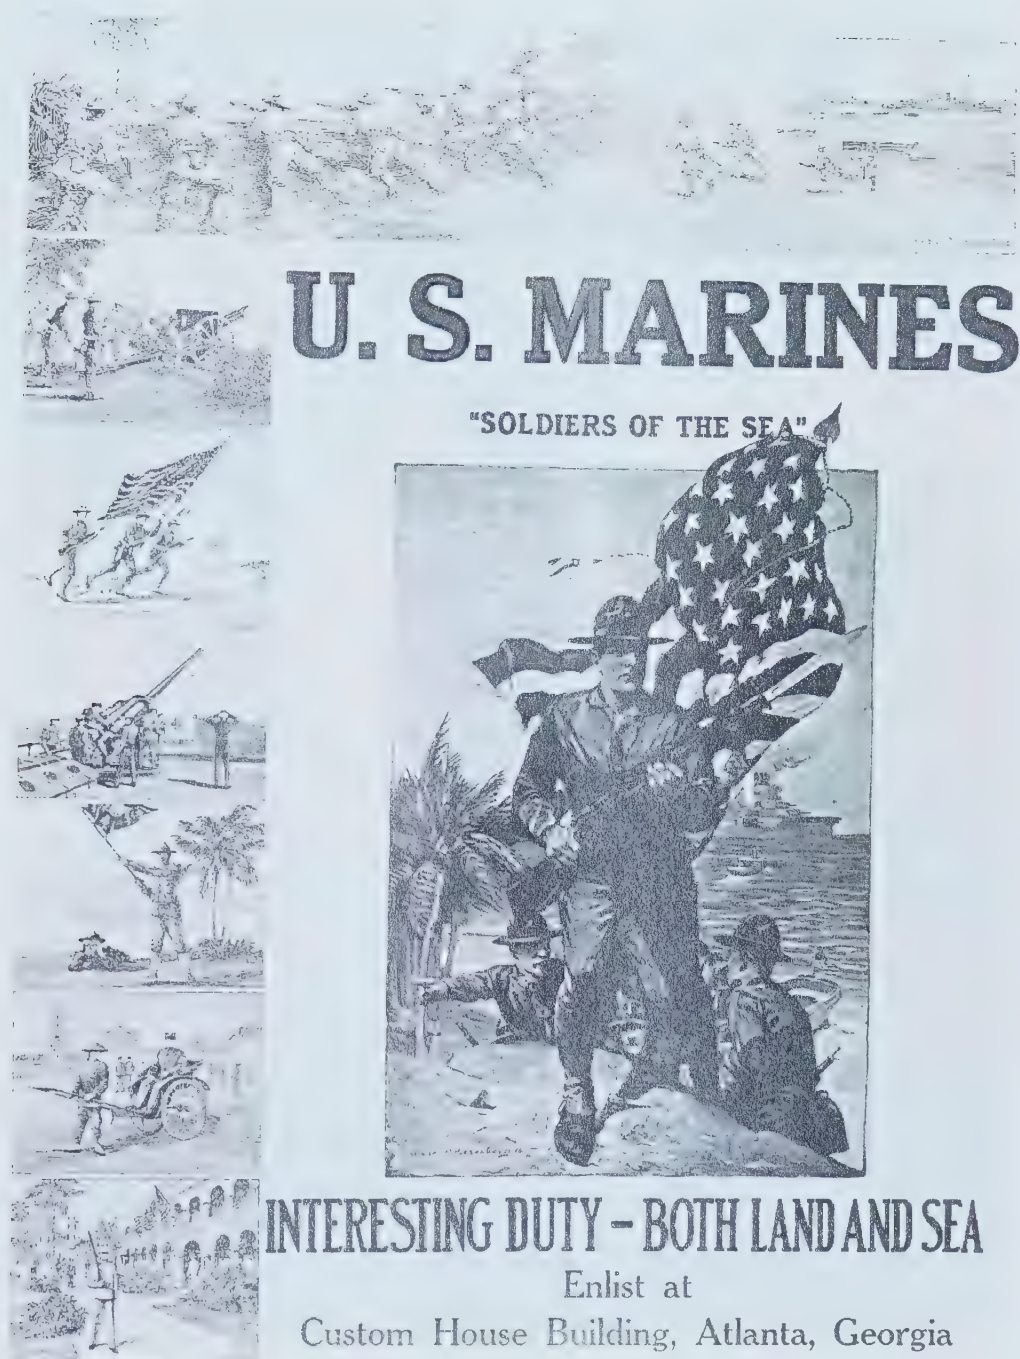 U. S. MARINES
"SOLDIERS OF THE SEA"
INTERESTING DUTY – BOTH LAND AND SEA
Enlist at
Custom House Building, Atlanta, Georgia